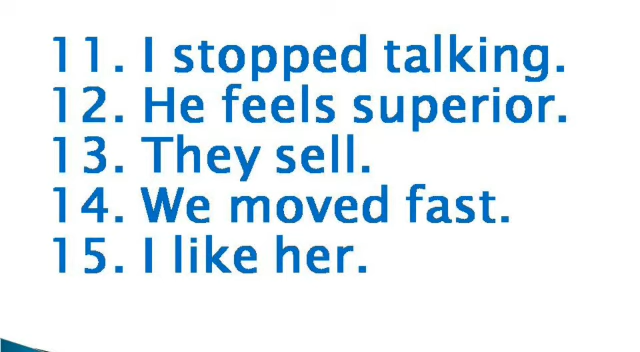 11. I stopped talking.
12. He feels superior.
13. They sell.
14. We moved fast.
15. I like her.